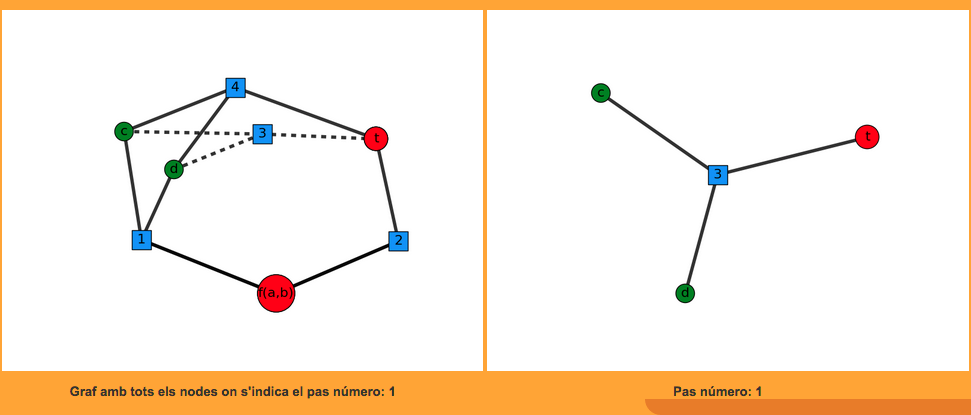 4
c
3
t
d
1
2
f(a,b)
c
t
3
d
Graf amb tots els nodes on s'indica el pas número: 1
Pas número: 1